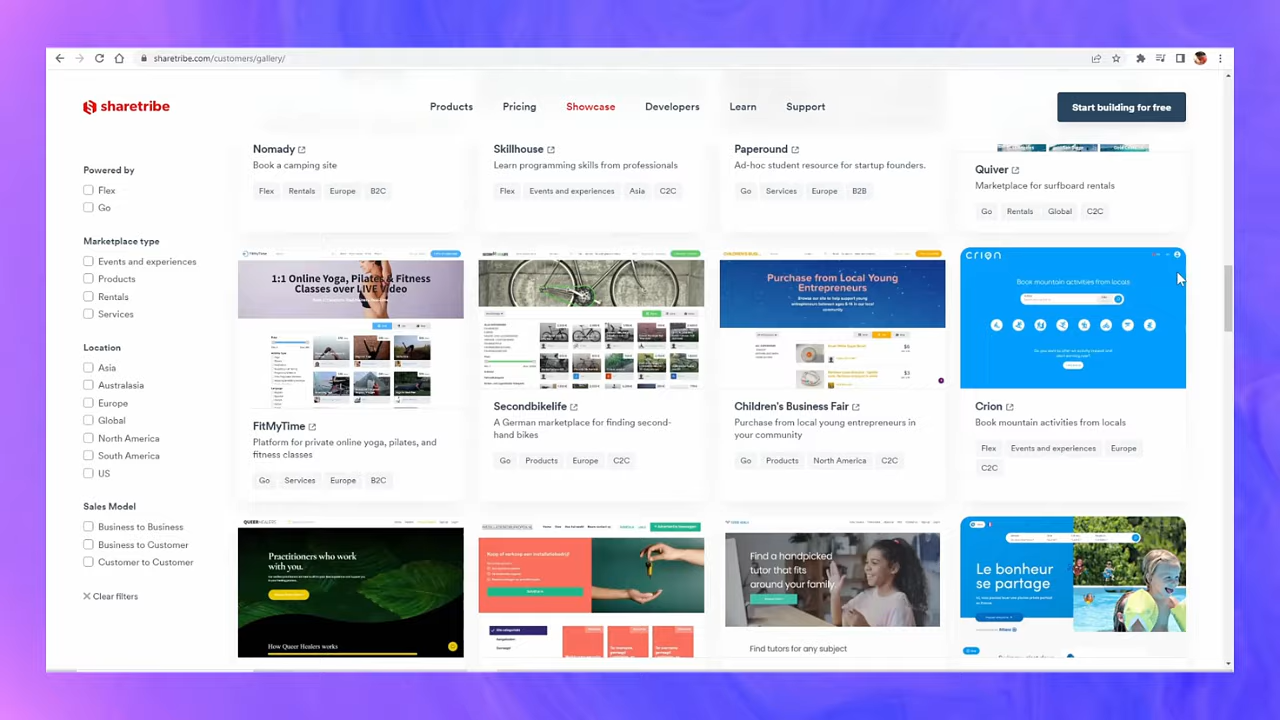 sharetribe.com/customers/gallery/
sharetribe
Products
Pricing
Showcase
Developers
Learn
Support
Start building for free
Powered by
Flex
Go
Marketplace type
Events and experiences
Products
Rentals
Services
Location
Asia
Australasia
Europe
Global
North America
South America
US
Sales Model
Business to Business
Business to Customer
Customer to Customer
Clear filters
Nomady
Book a camping site
Flex Rentals Europe B2C
Skillhouse
Learn programming skills from professionals
Flex Events and experiences Asia C2C
Paperound
Ad-hoc student resource for startup founders.
Go Services Europe B2B
Quiver
Marketplace for surfboard rentals
Go Rentals Global C2C
1:1 Online Yoga, Pilates & Fitness
Classes over LIVE Video
FitMyTime
Platform for private online yoga, pilates, and
fitness classes
Go Services Europe B2C
Secondbikelife
A German marketplace for finding second-
hand bikes
Go Products Europe C2C
Purchase from Local Young
Entrepreneurs
Children's Business Fair
Purchase from local young entrepreneurs in
your community
Go Products North America C2C
crion
Book mountain activities from locals
Crion
Book mountain activities from locals
Flex Events and experiences Europe
C2C
QUEER HEALERS
Practitioners who work
with you.
How Queer Healers works
Find a handpicked
tutor that fits
around your family
Find tutors for any subject
Le bonheur
se partage